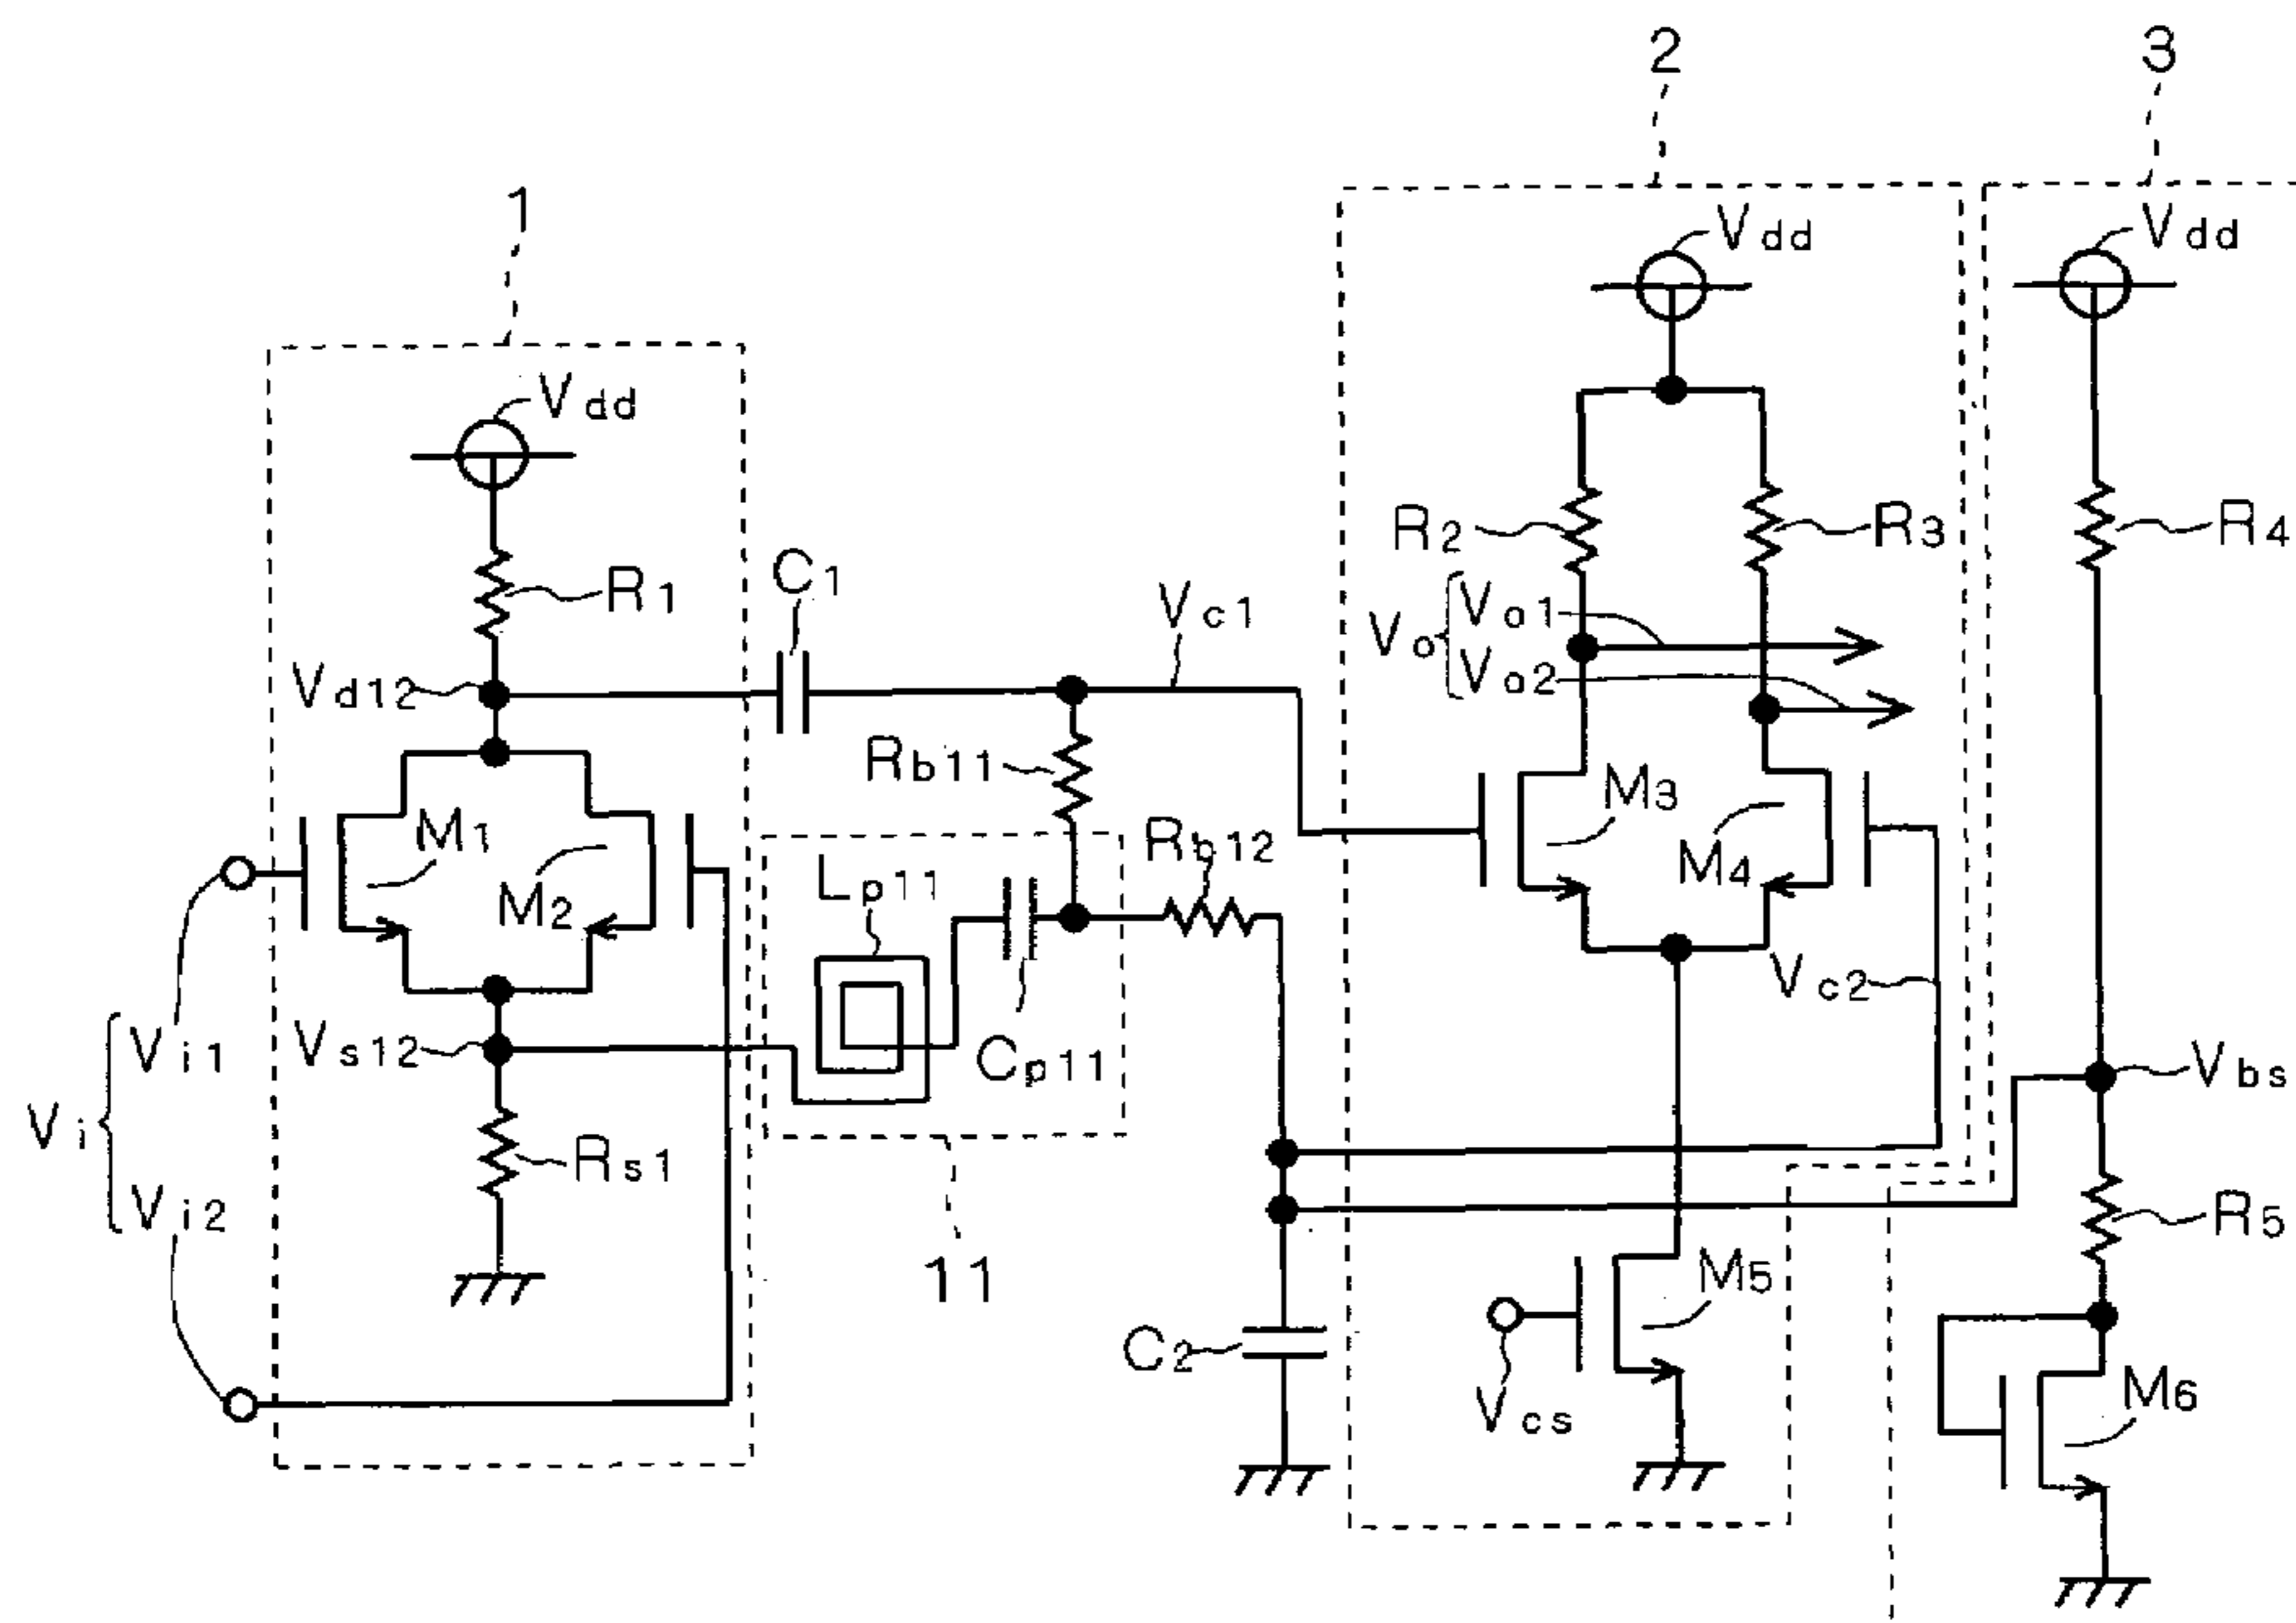 2
3
1
Vdd
Vdd
Vdd
R1
C1
Vc1
R2
R3
R4
Vo
Vo1
Vo2
Vd12
Rb11
M3
M4
M1
M2
Lp11
Rb12
Vc2
Vs12
Cp11
Vbs
Vi
Vi1
Vi2
Rs1
11
R5
M5
C2
Vcs
M6